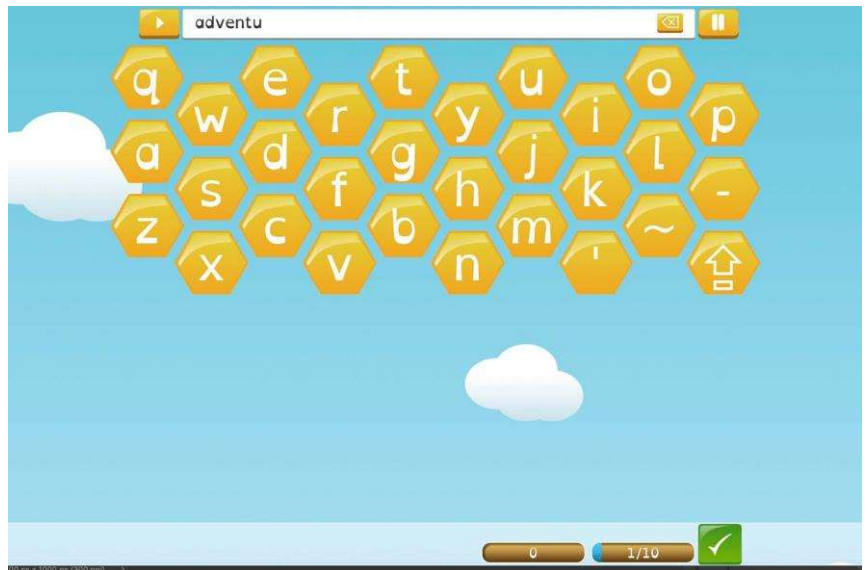 adventu
q e t u o
w r y i p
a d g j l
s f h k -
z c b m ~
x v n '
0 1/10